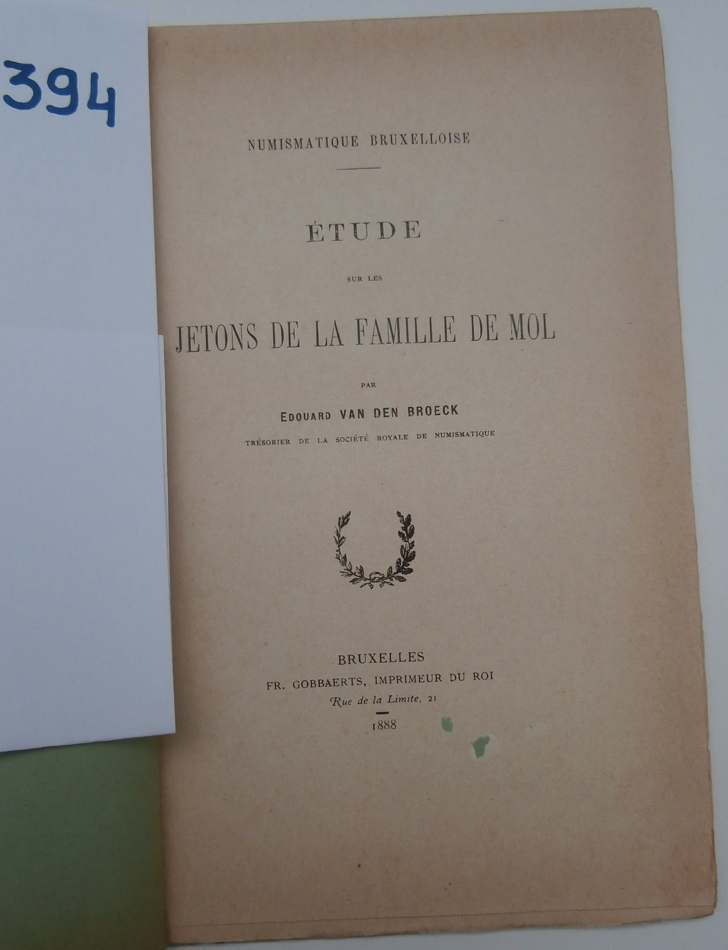 394
NUMISMATIQUE BRUXELLOISE
ÉTUDE
SUR LES
JETONS DE LA FAMILLE DE MOL
PAR
EDOUARD VAN DEN BROECK
TRÉSORIER DE LA SOCIÉTÉ ROYALE DE NUMISMATIQUE
BRUXELLES
FR. GOBBAERTS, IMPRIMEUR DU ROI
Rue de la Limite, 21
1888